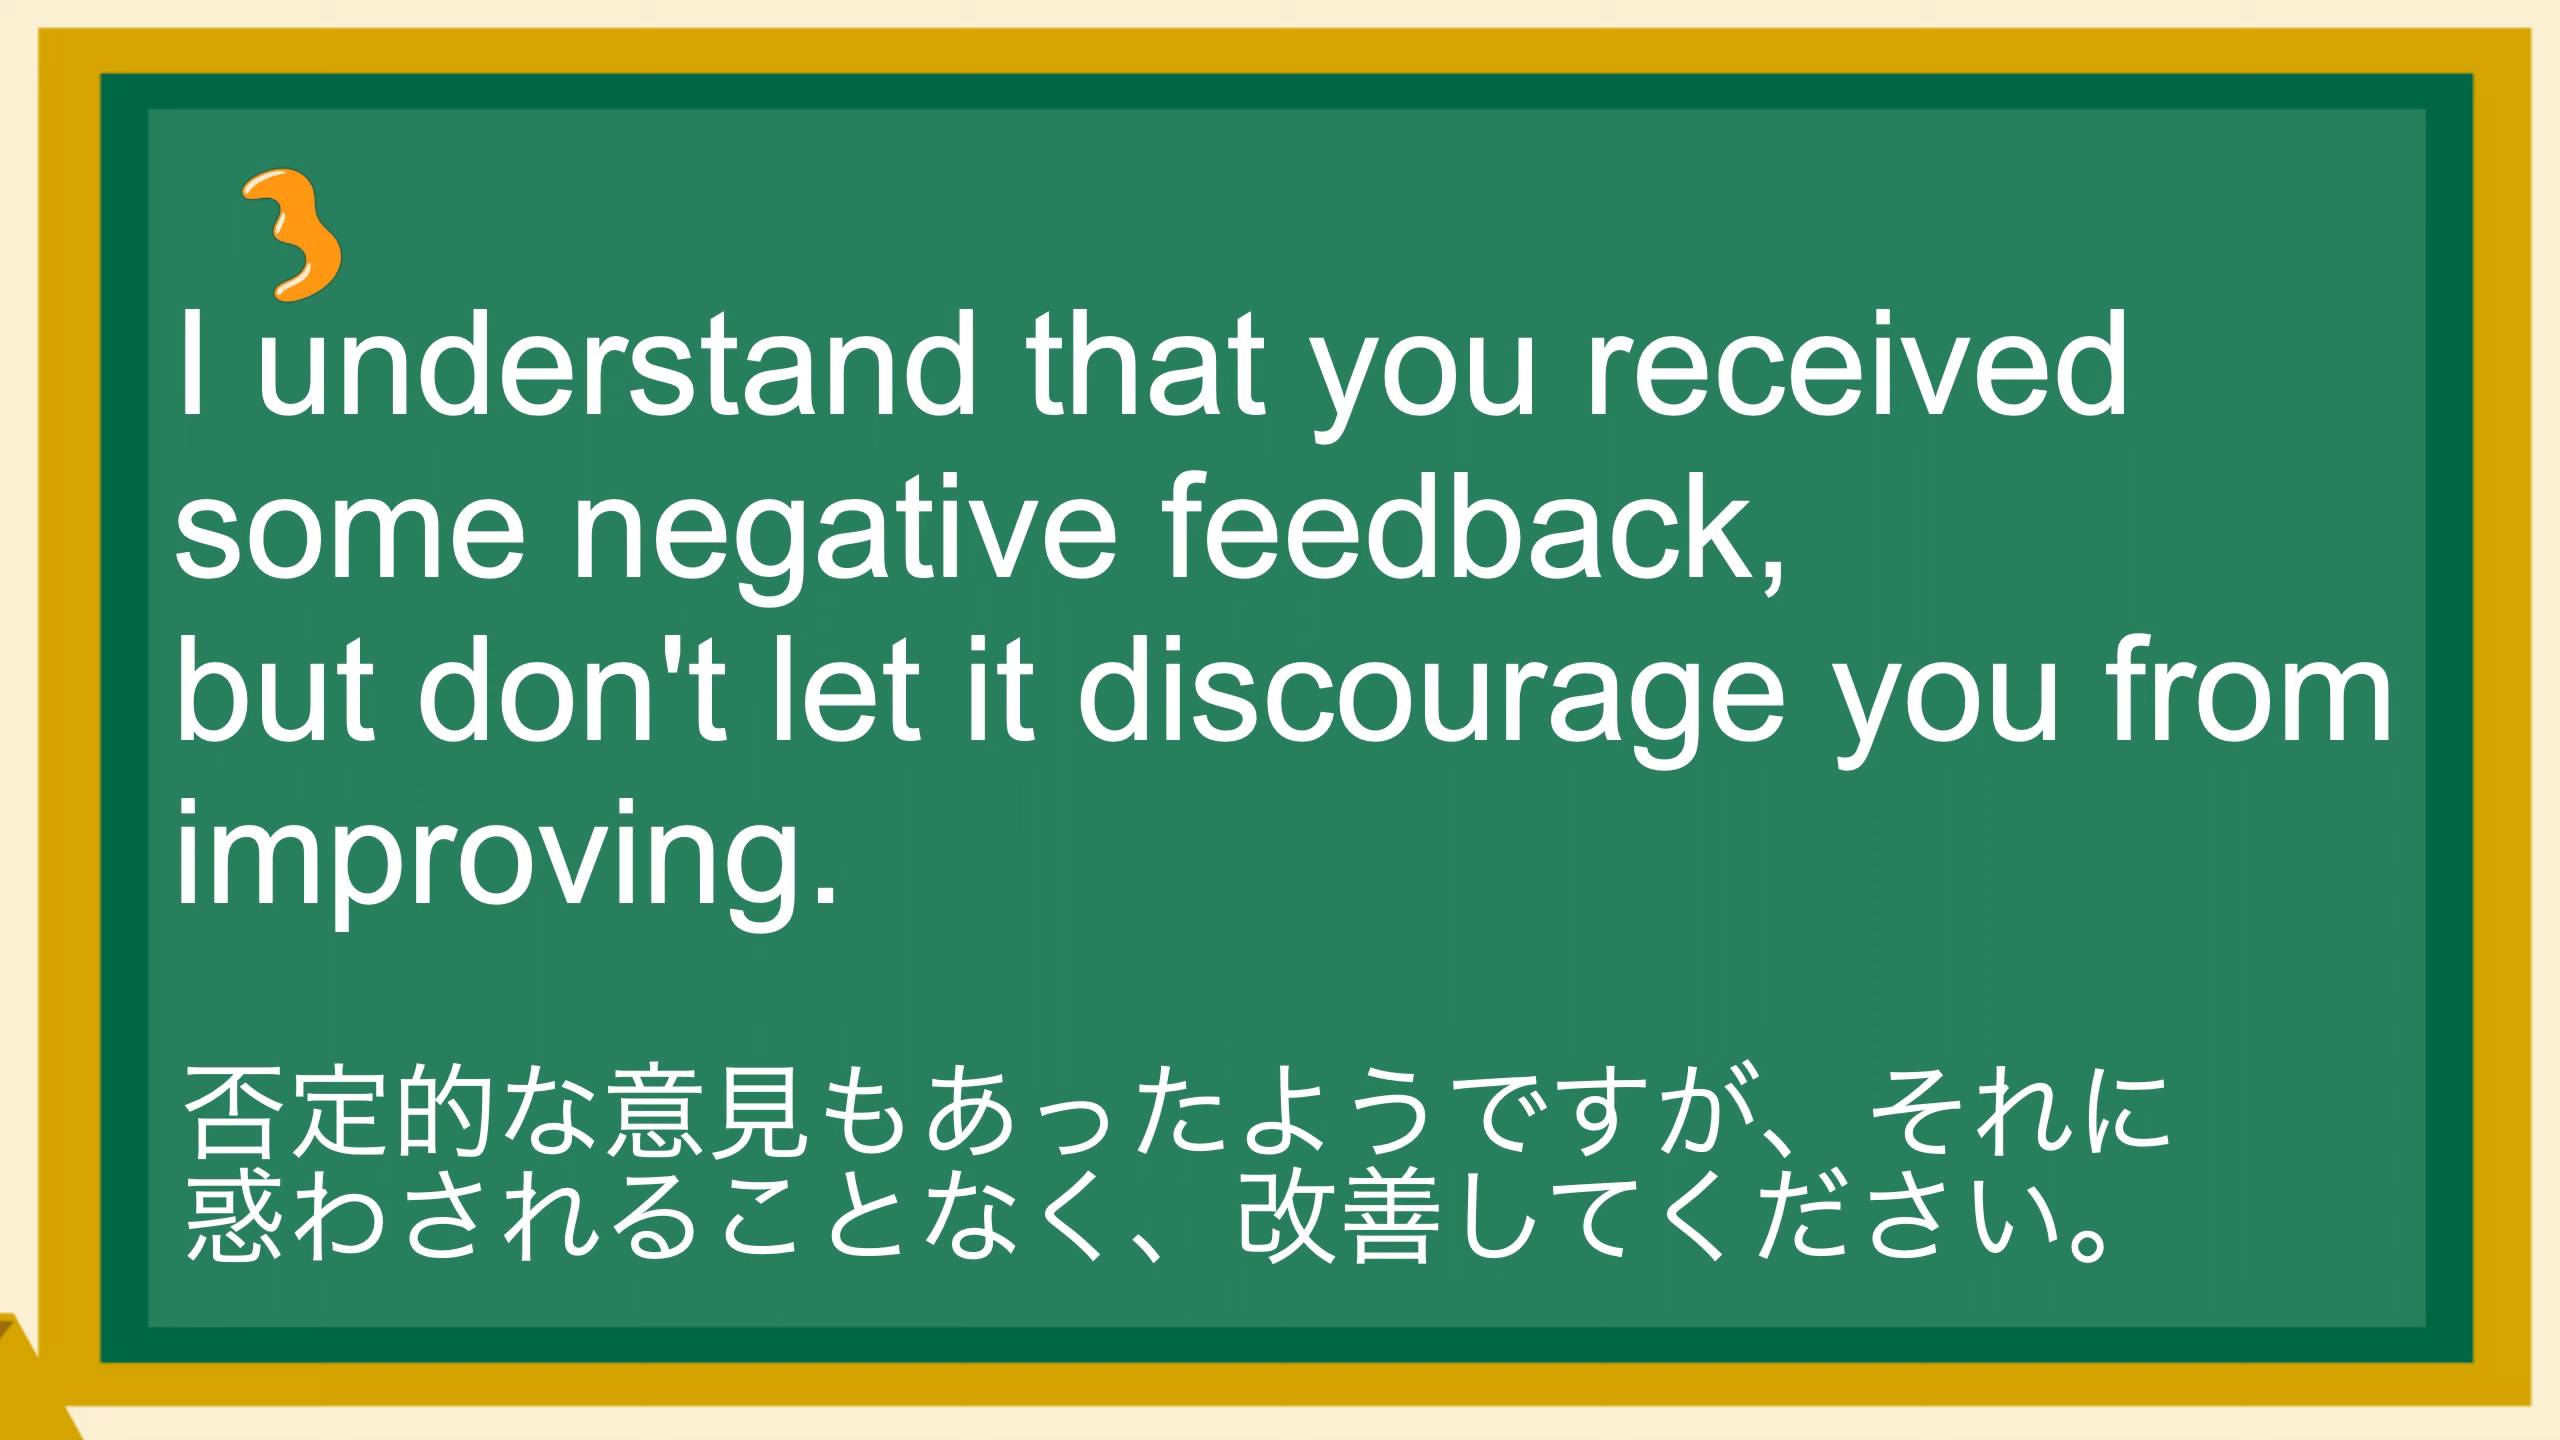 3
I understand that you received
some negative feedback,
but don't let it discourage you from
improving.
否定的な意見もあったようですが、それに
惑わされることなく、改善してください。